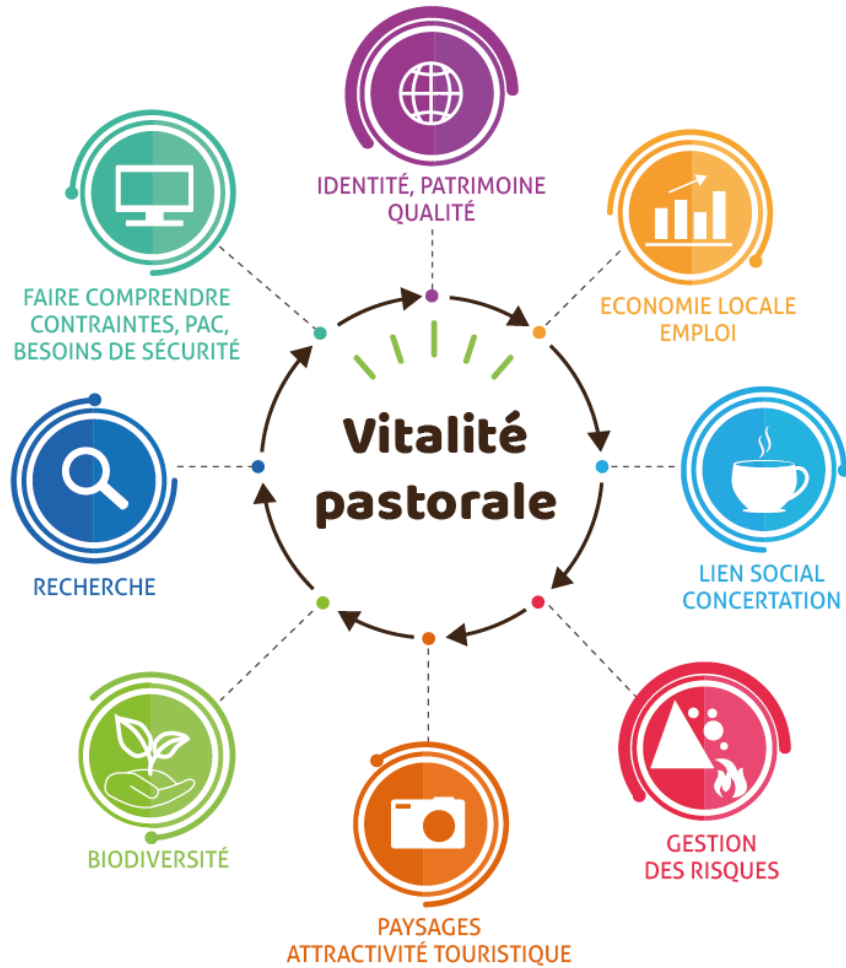 IDENTITÉ, PATRIMOINE
QUALITÉ
ECONOMIE LOCALE
EMPLOI
LIEN SOCIAL
CONCERTATION
GESTION
DES RISQUES
PAYSAGES
ATTRACTIVITÉ TOURISTIQUE
BIODIVERSITÉ
RECHERCHE
FAIRE COMPRENDRE
CONTRAINTES, PAC,
BESOINS DE SÉCURITÉ
Vitalité
pastorale